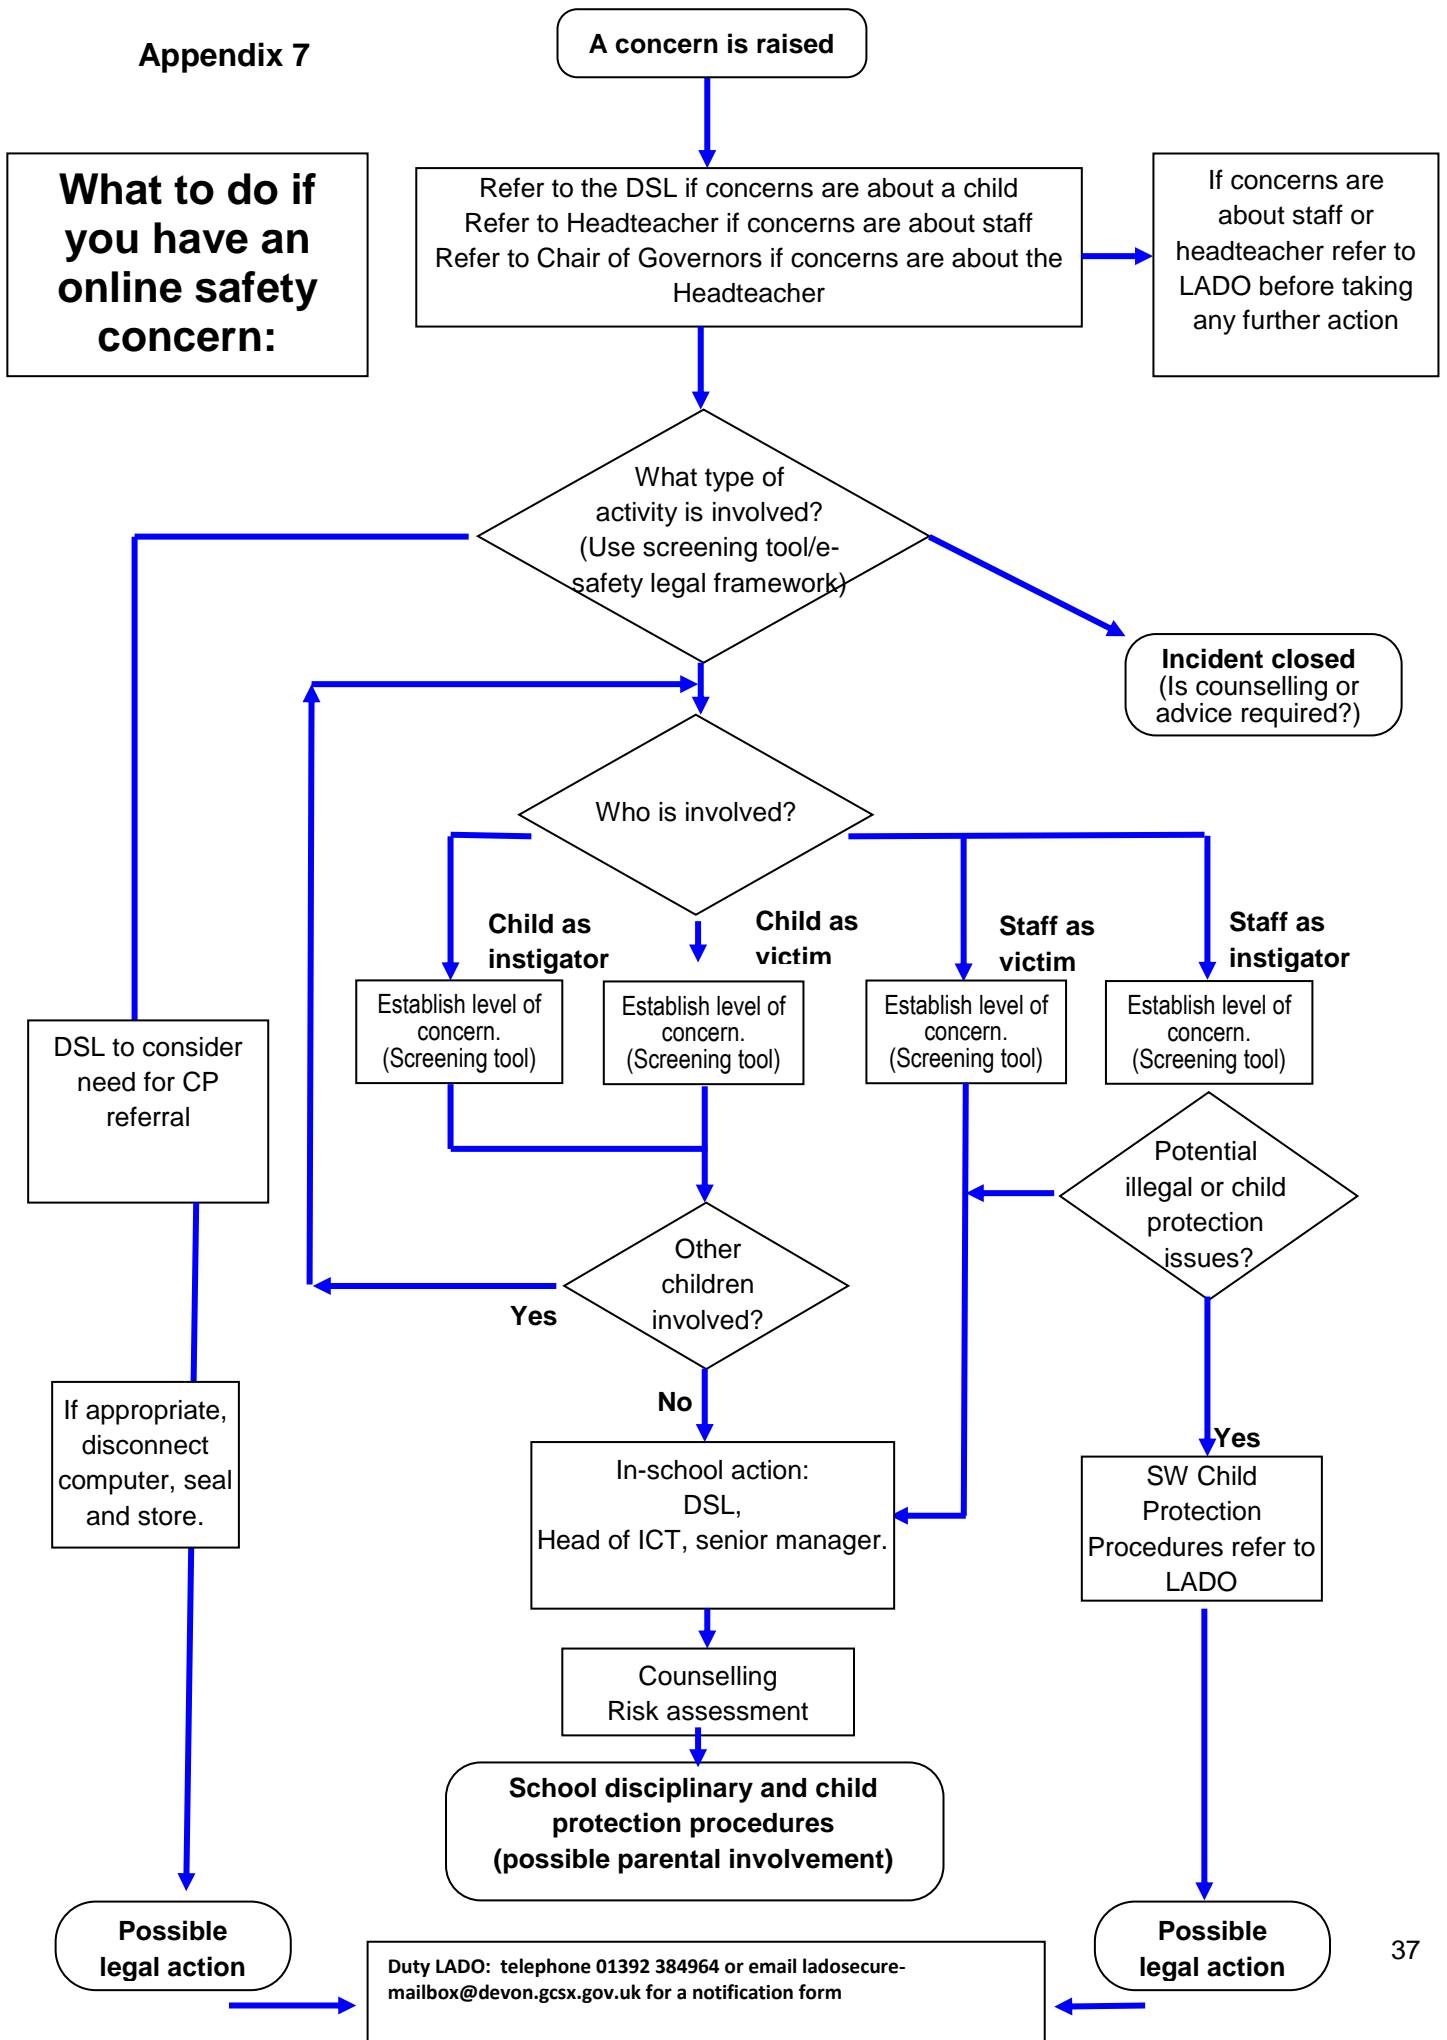 Appendix 7
A concern is raised
What to do if
you have an
online safety
concern:
Refer to the DSL if concerns are about a child
Refer to Headteacher if concerns are about staff
Refer to Chair of Governors if concerns are about the
Headteacher
If concerns are
about staff or
headteacher refer to
LADO before taking
any further action
What type of
activity is involved?
(Use screening tool/e-
safety legal framework)
Incident closed
(Is counselling or
advice required?)
Who is involved?
Child as
instigator
Child as
victim
Staff as
victim
Staff as
instigator
Establish level of
concern.
(Screening tool)
Establish level of
concern.
(Screening tool)
Establish level of
concern.
(Screening tool)
Establish level of
concern.
(Screening tool)
DSL to consider
need for CP
referral
Potential
illegal or child
protection
issues?
Other
children
involved?
Yes
No
Yes
If appropriate,
disconnect
computer, seal
and store.
In-school action:
DSL,
Head of ICT, senior manager.
SW Child
Protection
Procedures refer to
LADO
Counselling
Risk assessment
School disciplinary and child
protection procedures
(possible parental involvement)
Possible
legal action
Possible
legal action
37
Duty LADO: telephone 01392 384964 or email ladosecure-
mailbox@devon.gcsx.gov.uk for a notification form